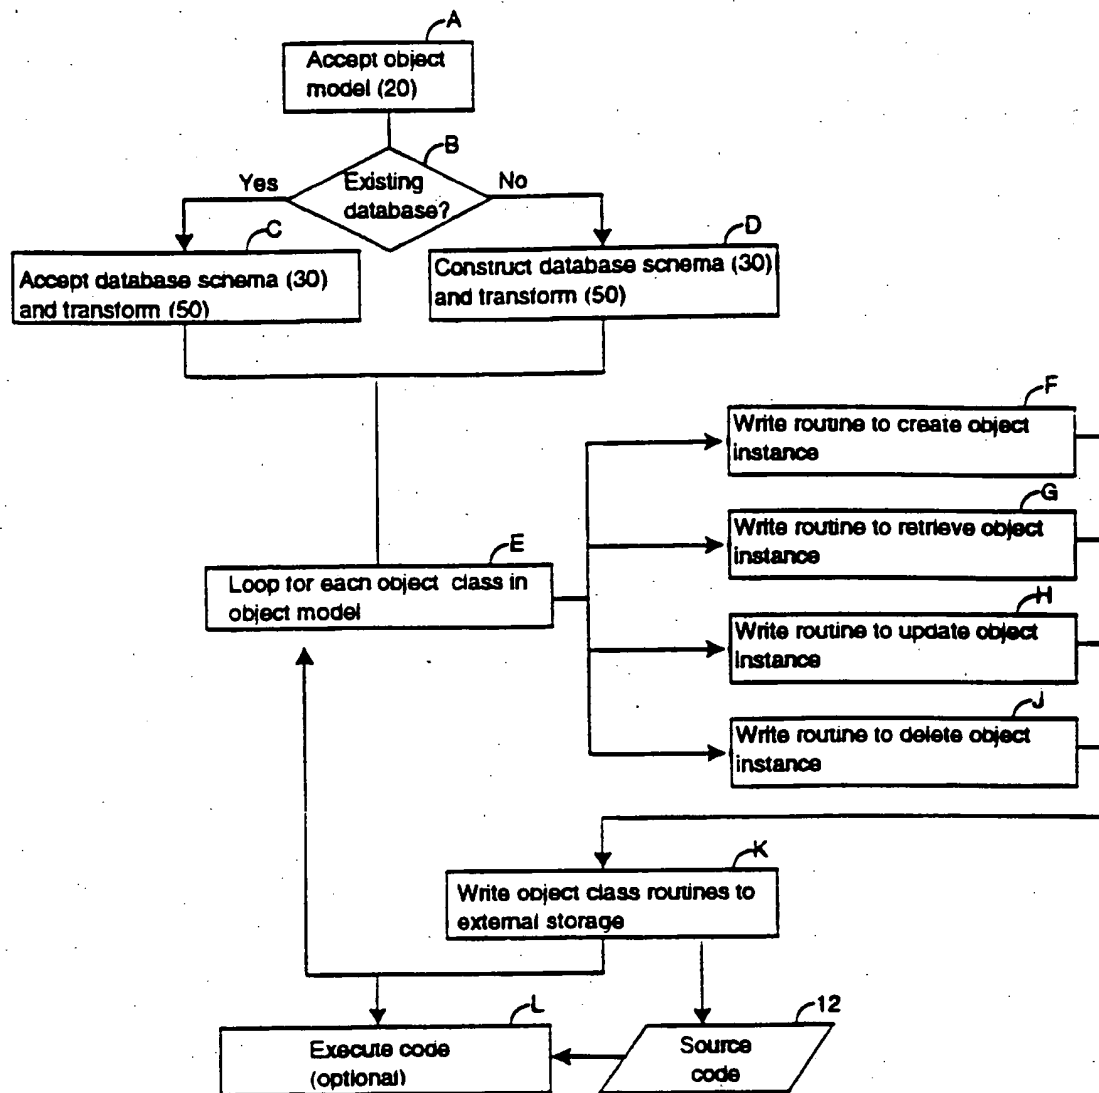 A
Accept object
model (20)
B
Yes
Existing
database?
No
C
Accept database schema (30)
and transform (50)
D
Construct database schema (30)
and transform (50)
E
Loop for each object class in
object model
F
Write routine to create object
instance
G
Write routine to retrieve object
instance
H
Write routine to update object
instance
J
Write routine to delete object
instance
K
Write object class routines to
external storage
L
Execute code
(optional)
12
Source
code